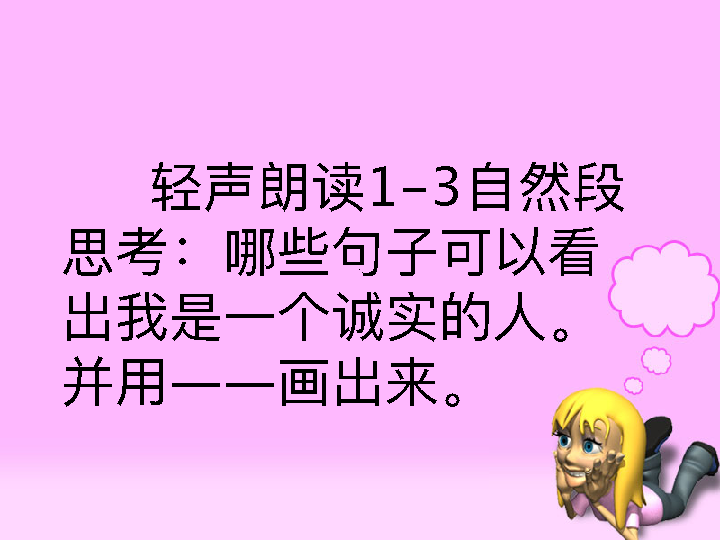 轻声朗读1-3自然段
思考：哪些句子可以看
出我是一个诚实的人。
并用——画出来。